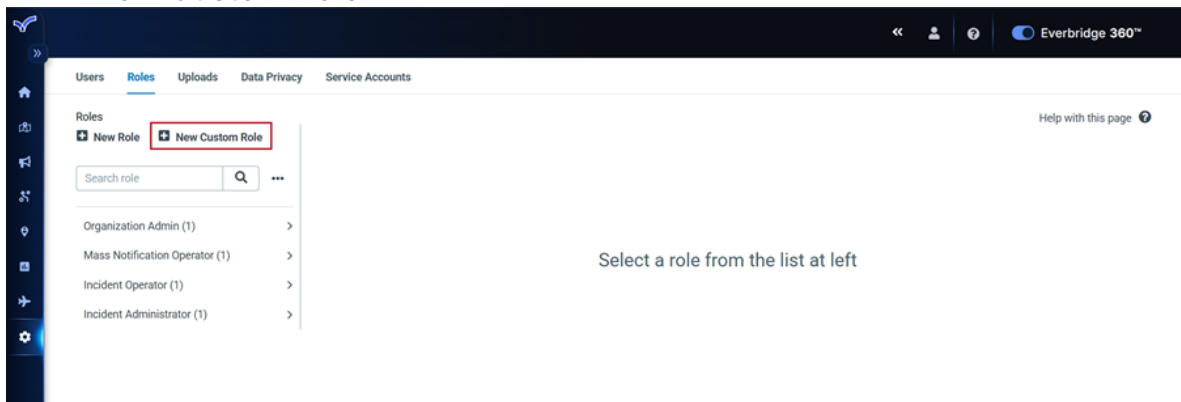 Everbridge 360™
Users Roles Uploads Data Privacy Service Accounts
Roles
Help with this page
New Role New Custom Role
Search role
Organization Admin (1)
Mass Notification Operator (1)
Incident Operator (1)
Incident Administrator (1)
Select a role from the list at left